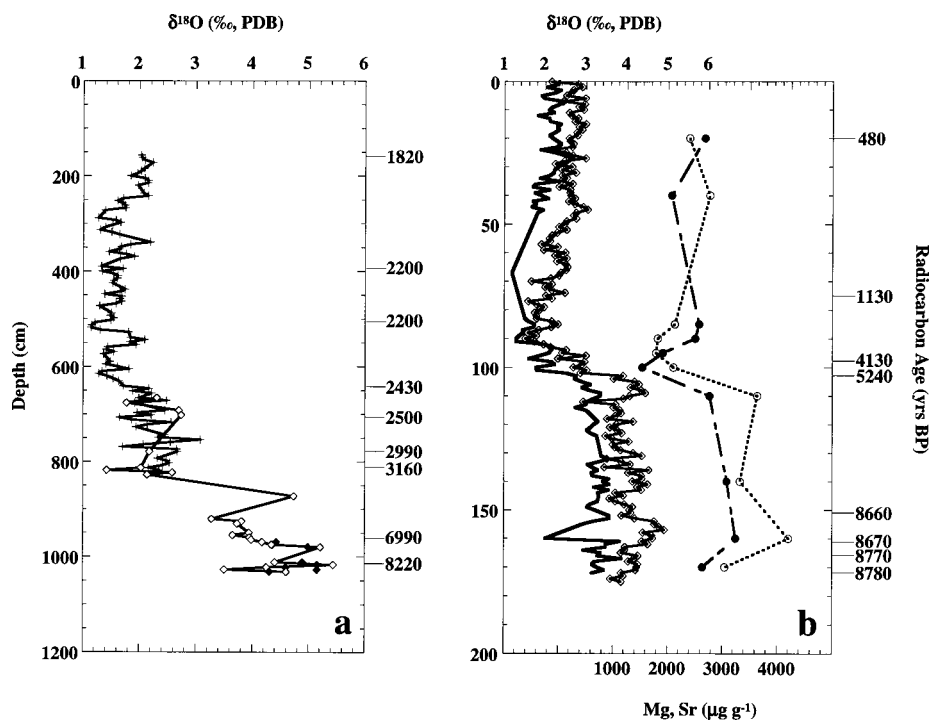 δ¹⁸O (‰, PDB)
1 2 3 4 5 6
0
200
400
600
800
1000
1200
Depth (cm)
1820
2200
2200
2430
2500
2990
3160
6990
8220
a
δ¹⁸O (‰, PDB)
1 2 3 4 5 6
0
50
100
150
200
480
1130
4130
5240
8660
8670
8770
8780
Radiocarbon Age (yrs BP)
b
1000 2000 3000 4000
Mg, Sr (μg g⁻¹)